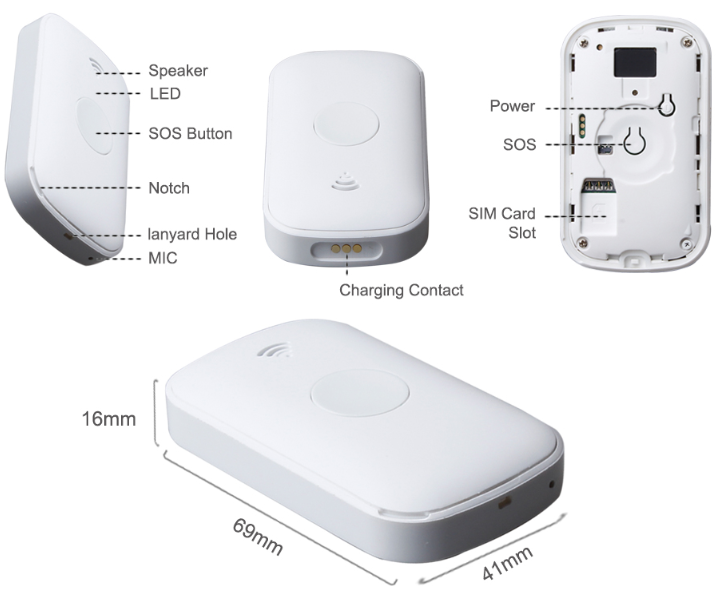 Speaker
LED
SOS Button
Notch
lanyard Hole
MIC
Charging Contact
Power
SOS
SIM Card
Slot
16mm
69mm
41mm